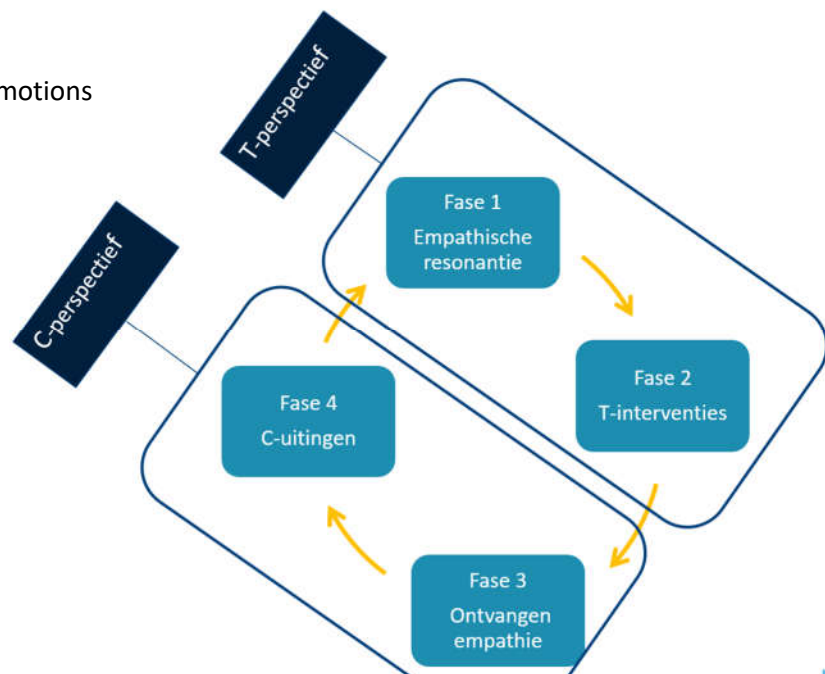 motions
T-perspectief
Fase 1
Empathische
resonantie
C-perspectief
Fase 2
T-interventies
Fase 4
C-uitingen
Fase 3
Ontvangen
empathie